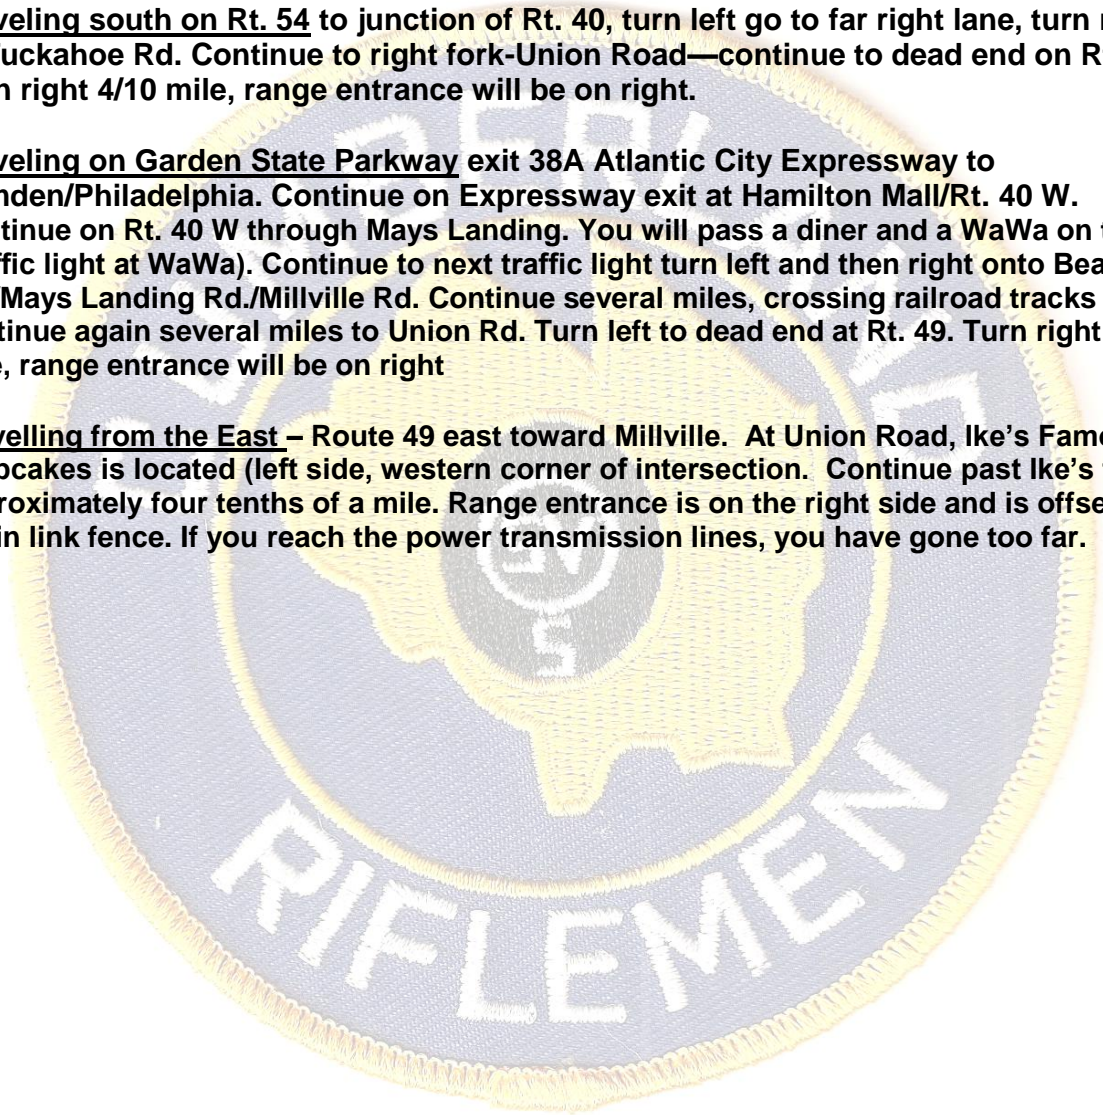 veling south on Rt. 54 to junction of Rt. 40, turn left go to far right lane, turn
uckahoe Rd. Continue to right fork-Union Road—continue to dead end on R
n right 4/10 mile, range entrance will be on right.
veling on Garden State Parkway exit 38A Atlantic City Expressway to
nden/Philadelphia. Continue on Expressway exit at Hamilton Mall/Rt. 40 W.
tinue on Rt. 40 W through Mays Landing. You will pass a diner and a WaWa on
ffic light at WaWa). Continue to next traffic light turn left and then right onto Bea
/Mays Landing Rd./Millville Rd. Continue several miles, crossing railroad tracks
tinue again several miles to Union Rd. Turn left to dead end at Rt. 49. Turn right
e, range entrance will be on right
velling from the East – Route 49 east toward Millville. At Union Road, Ike's Fam
pcakes is located (left side, western corner of intersection. Continue past Ike's
roximately four tenths of a mile. Range entrance is on the right side and is offse
in link fence. If you reach the power transmission lines, you have gone too far.
CUMBERLAND
RIFLEMEN